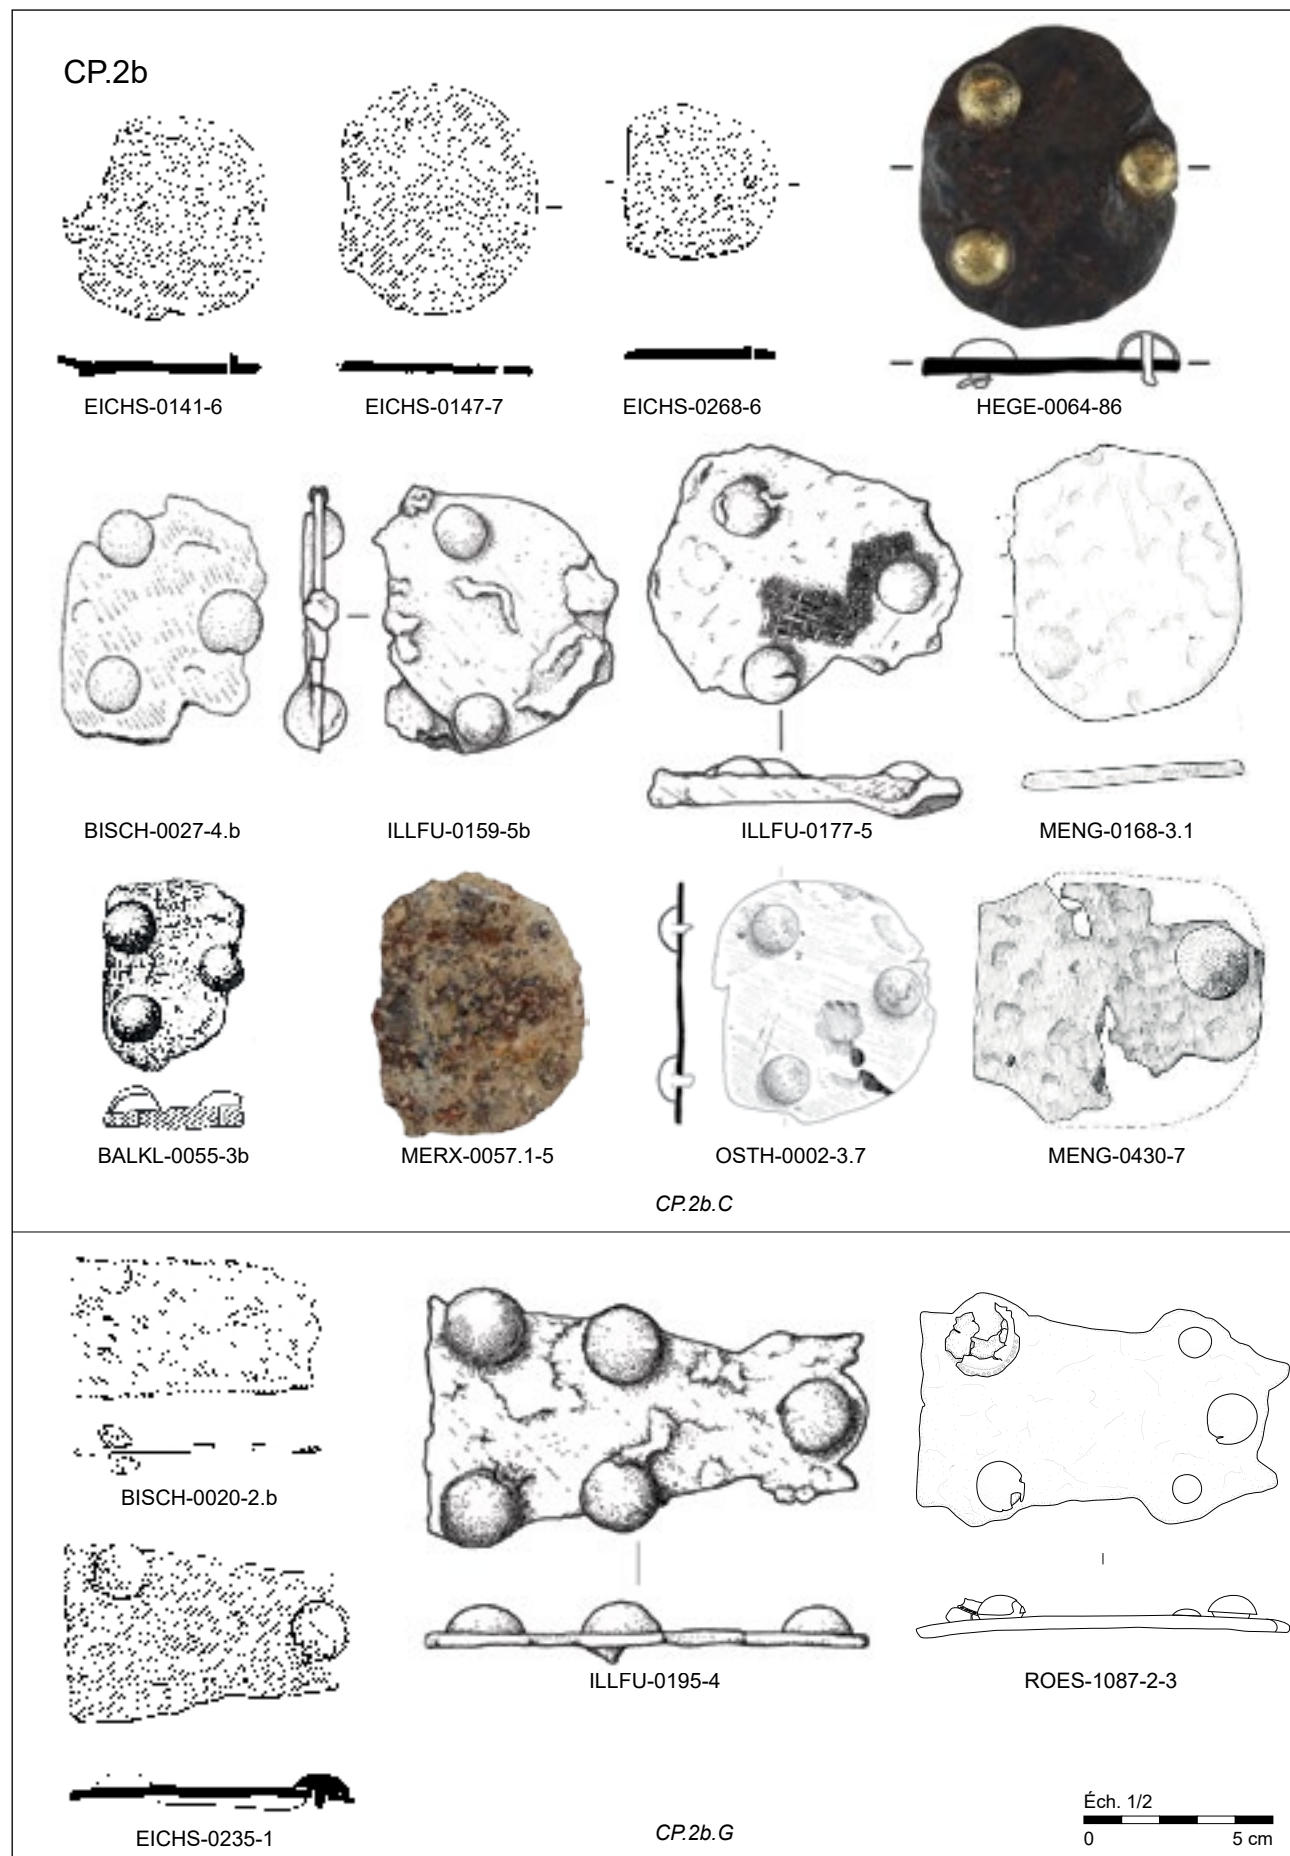 CP.2b
EICHS-0141-6
EICHS-0147-7
EICHS-0268-6
HEGE-0064-86
BISCH-0027-4.b
ILLFU-0159-5b
ILLFU-0177-5
MENG-0168-3.1
BALKL-0055-3b
MERX-0057.1-5
OSTH-0002-3.7
MENG-0430-7
CP.2b.C
BISCH-0020-2.b
EICHS-0235-1
ILLFU-0195-4
ROES-1087-2-3
CP.2b.G
Éch. 1/2
0 5 cm